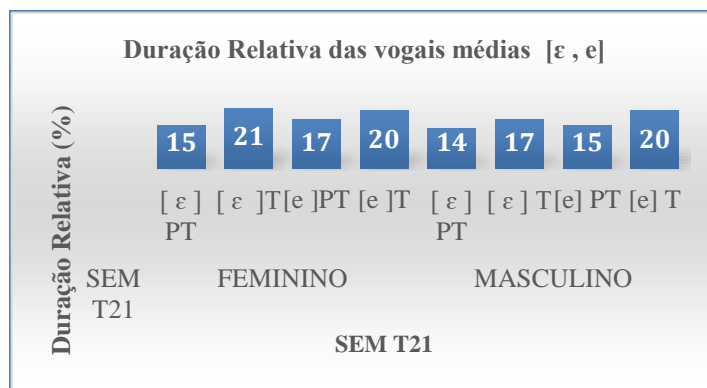 Duração Relativa das vogais médias [ε , e]
Duração Relativa (%)
15 21 17 20 14 17 15 20
[ ε ] PT [ ε ]T [e ]PT [e ]T [ ε ] PT [ε] T [e] PT [e] T
SEM T21 FEMININO MASCULINO
SEM T21